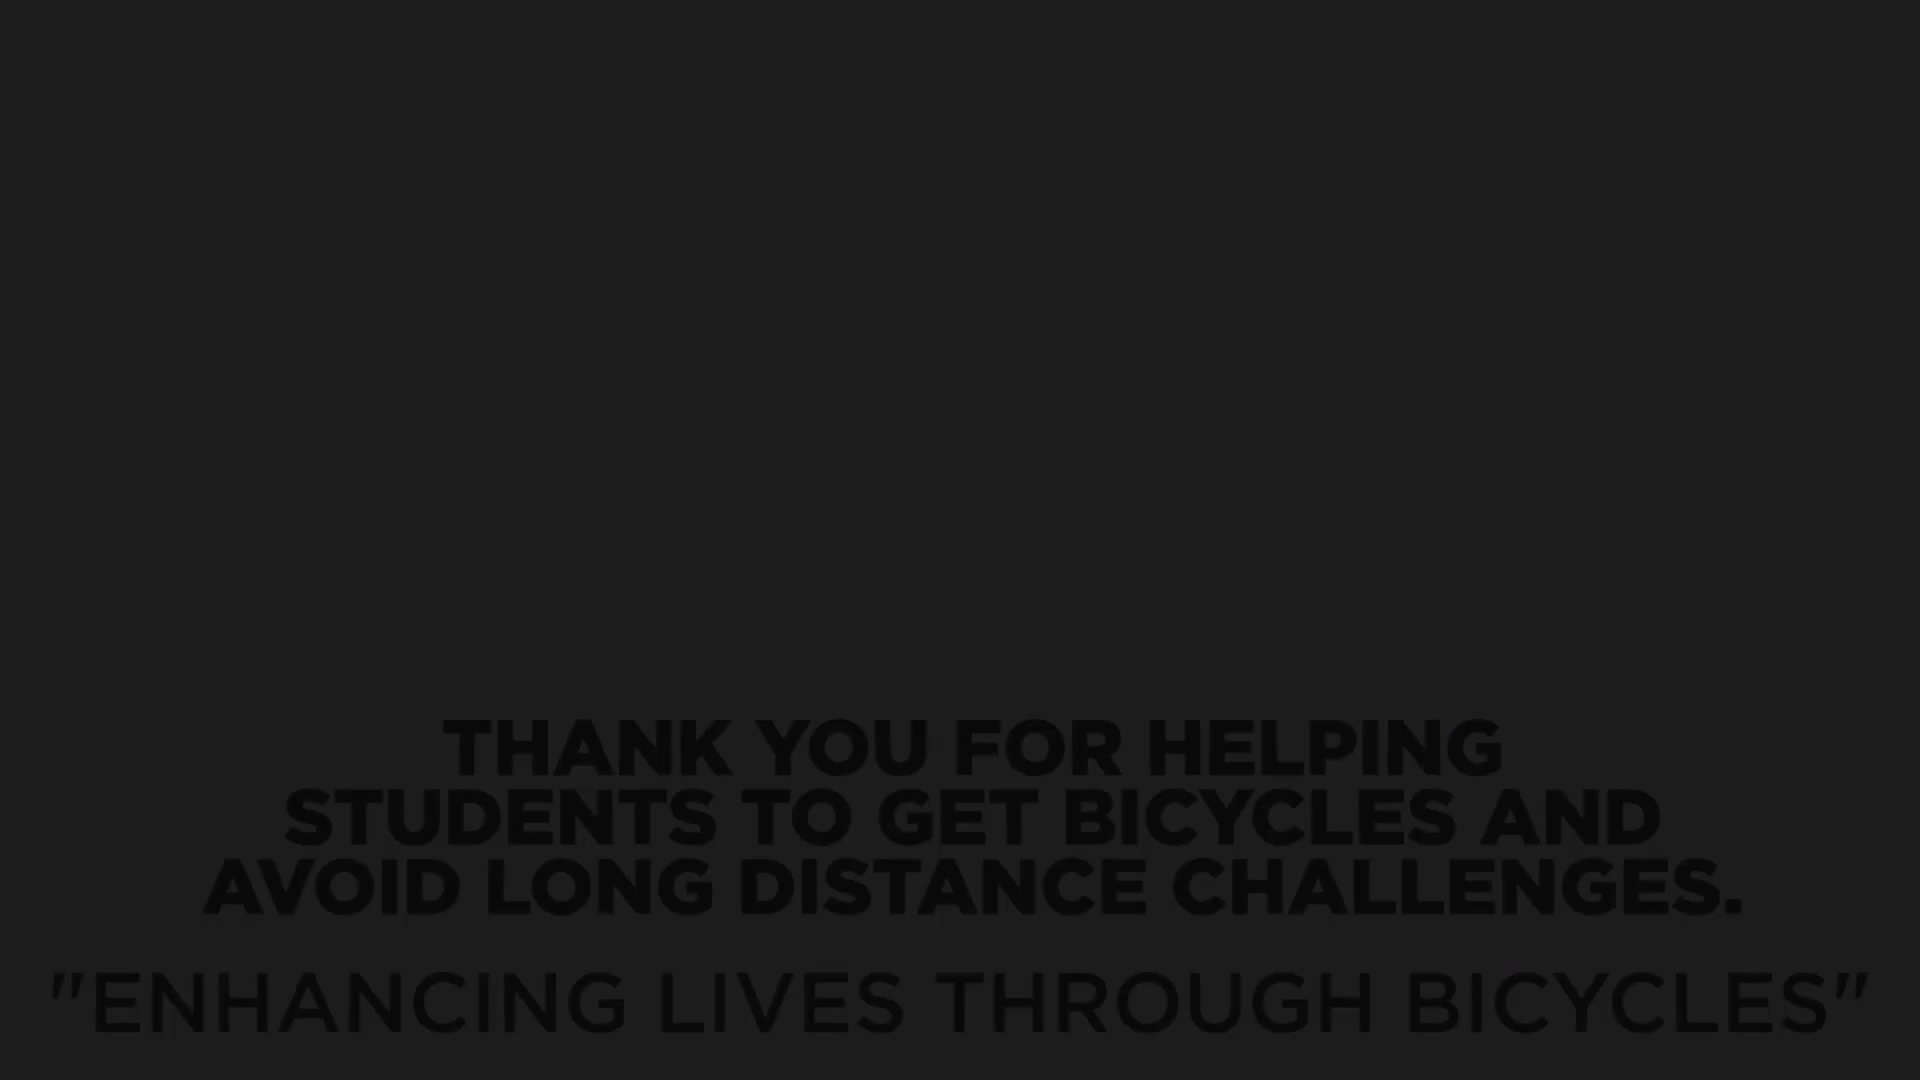 THANK YOU FOR HELPING
STUDENTS TO GET BICYCLES AND
AVOID LONG DISTANCE CHALLENGES.
"ENHANCING LIVES THROUGH BICYCLES"